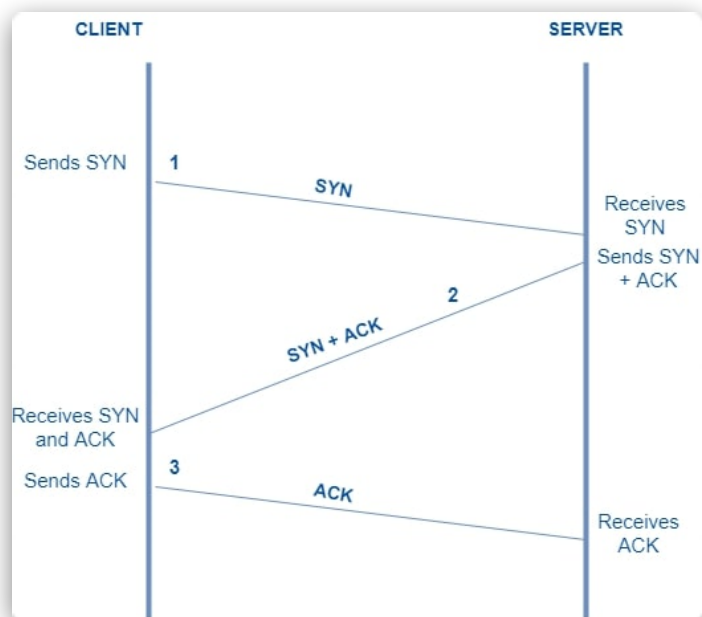 CLIENT
SERVER
Sends SYN
1
SYN
Receives
SYN
Sends SYN
+ ACK
2
SYN + ACK
Receives SYN
and ACK
3
Sends ACK
ACK
Receives
ACK